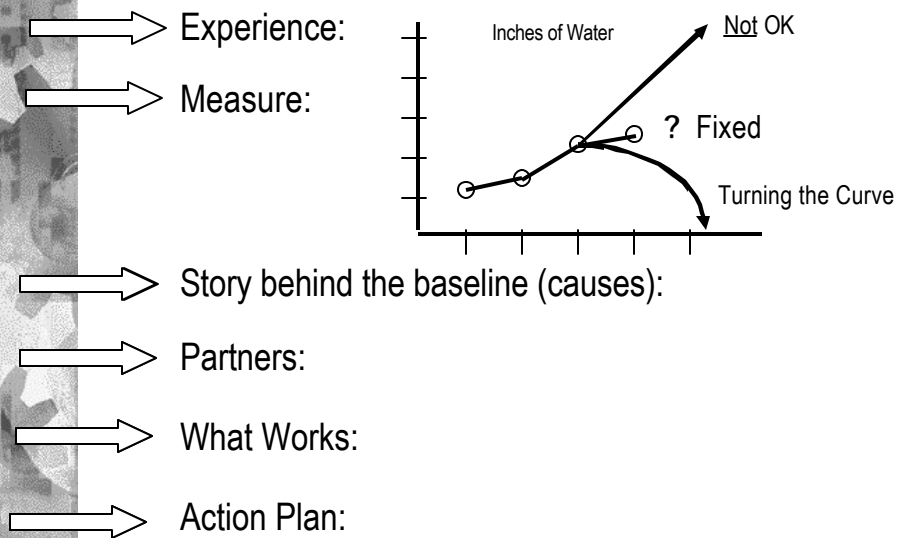 Experience:
Inches of Water
Not OK
Measure:
? Fixed
Turning the Curve
Story behind the baseline (causes):
Partners:
What Works:
Action Plan: